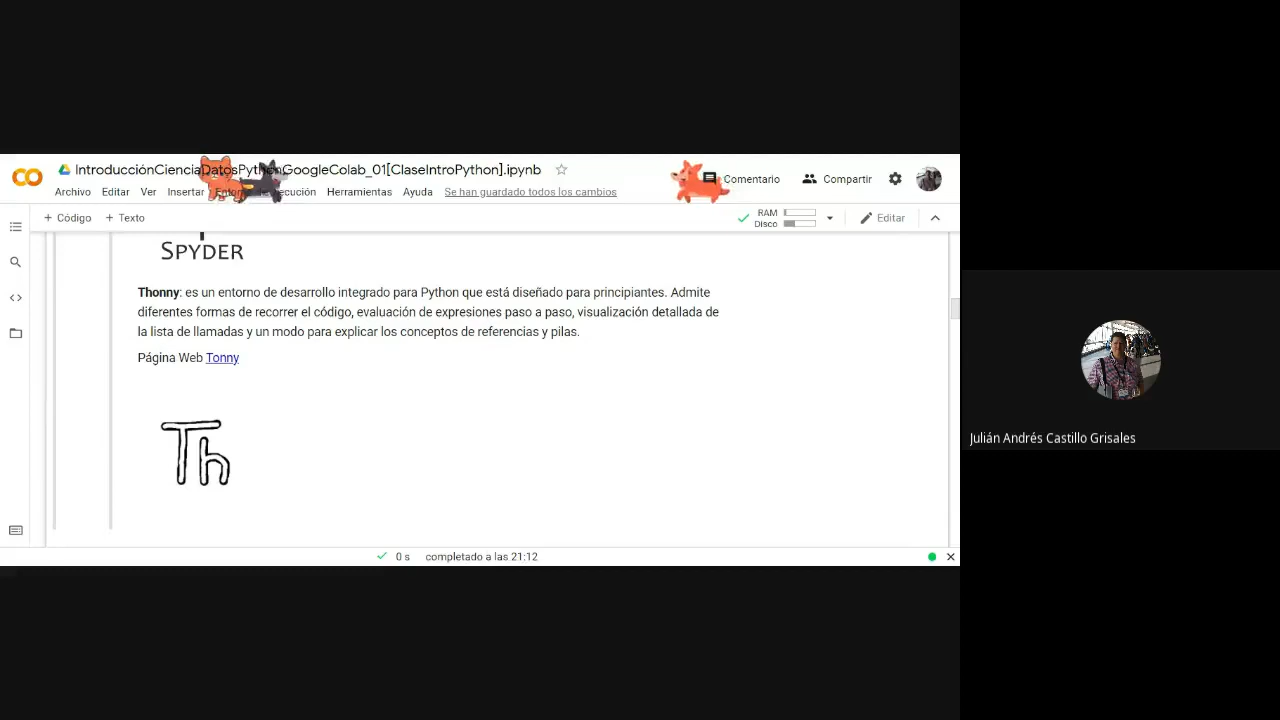 IntroducciónCienciaDatosPythonGoogleColab_01[ClaseIntroPython].ipynb
Comentario
Compartir
Archivo Editar Ver Insertar Entorno de ejecución Herramientas Ayuda Se han guardado todos los cambios
+ Código + Texto
RAM
Disco
Editar
SPYDER
Thonny: es un entorno de desarrollo integrado para Python que está diseñado para principiantes. Admite
diferentes formas de recorrer el código, evaluación de expresiones paso a paso, visualización detallada de
la lista de llamadas y un modo para explicar los conceptos de referencias y pilas.
Página Web Tonny
Th
0 s completado a las 21:12
Julián Andrés Castillo Grisales